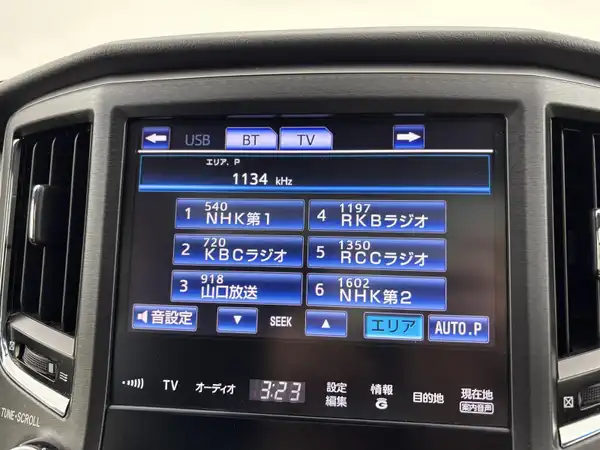 USB BT TV
エリア. P
1134 kHz
1 540 NHK第1
4 1197 RKBラジオ
2 720 KBCラジオ
5 1350 RCCラジオ
3 918 山口放送
6 1602 NHK第2
音設定 ▼ SEEK ▲ エリア AUTO.P
TV オーディオ 3:23 設定 編集 情報 G 目的地 現在地 案内音声
TUNE•SCROLL